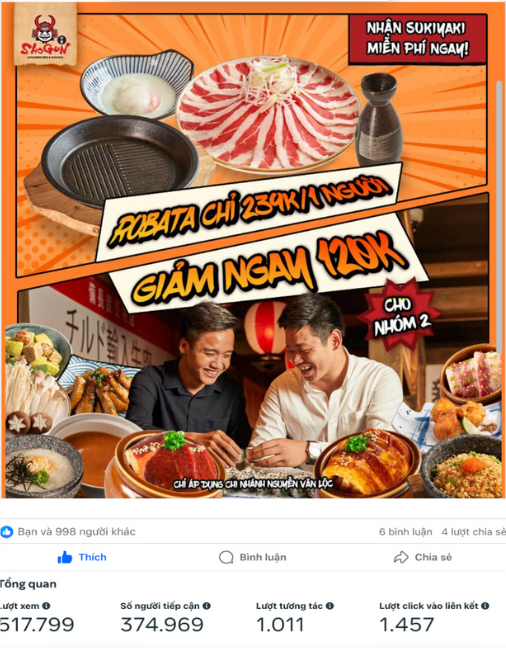 SHOGUN
NHẬN SUKIYAKI
MIỄN PHÍ NGAY!
ROBATA CHỈ 239K/1 NGƯỜI
GIẢM NGAY 120K
CHO
NHÓM 2
CHỈ ÁP DỤNG CHI NHÁNH NGUYỄN VĂN LỘC
Bạn và 998 người khác
6 bình luận 4 lượt chia sẻ
Thích
Bình luận
Chia sẻ
Tổng quan
Lượt xem Số người tiếp cận Lượt tương tác Lượt click vào liên kết
517.799 374.969 1.011 1.457